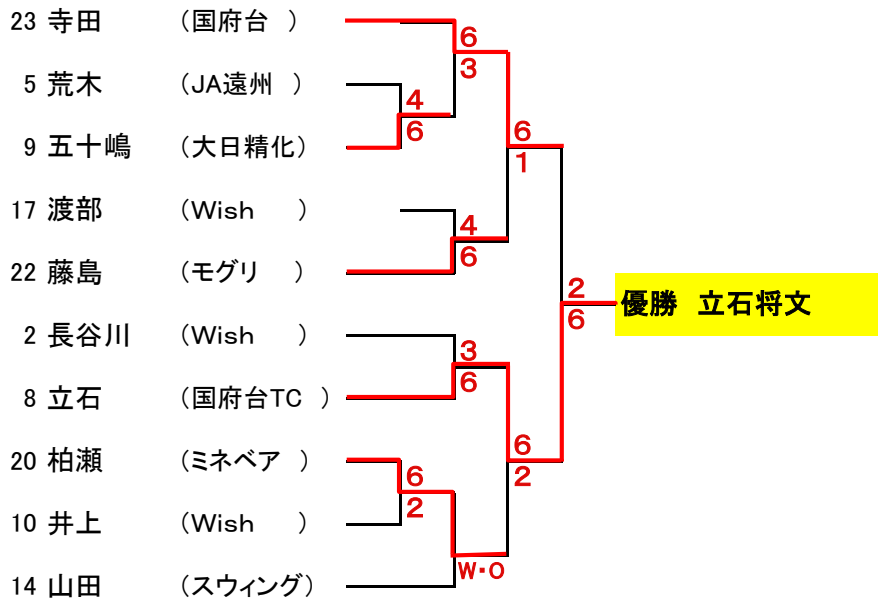 23 寺田 （国府台 ）
6
3
5 荒木 （JA遠州 ）
4
6
9 五十嶋 （大日精化）
6
1
17 渡部 （Wish ）
4
6
22 藤島 （モグリ ）
2
6
優勝 立石将文
2 長谷川 （Wish ）
3
6
8 立石 （国府台TC ）
6
2
20 柏瀬 （ミネベア ）
6
2
10 井上 （Wish ）
W・O
14 山田 （スウィング）